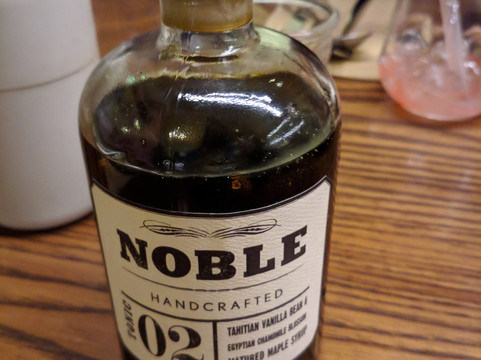 NOBLE
HANDCRAFTED
TONIC
02
TAHITIAN VANILLA BEAN &
EGYPTIAN CHAMOMILE BLOSSOM
MATURED MAPLE SYRUP